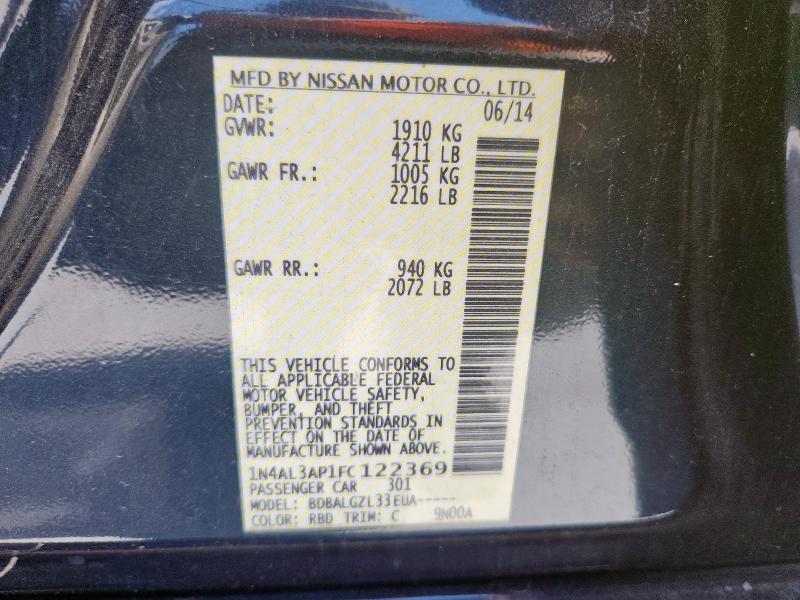 MFD BY NISSAN MOTOR CO., LTD.
DATE: 06/14
GVWR: 1910 KG
4211 LB
GAWR FR.: 1005 KG
2216 LB
GAWR RR.: 940 KG
2072 LB
THIS VEHICLE CONFORMS TO
ALL APPLICABLE FEDERAL
MOTOR VEHICLE SAFETY,
BUMPER, AND THEFT
PREVENTION STANDARDS IN
EFFECT ON THE DATE OF
MANUFACTURE SHOWN ABOVE.
1N4AL3AP1FC122369
PASSENGER CAR 301
MODEL: BDBALGZL33EUA-----
COLOR: RBD TRIM: C 9N00A